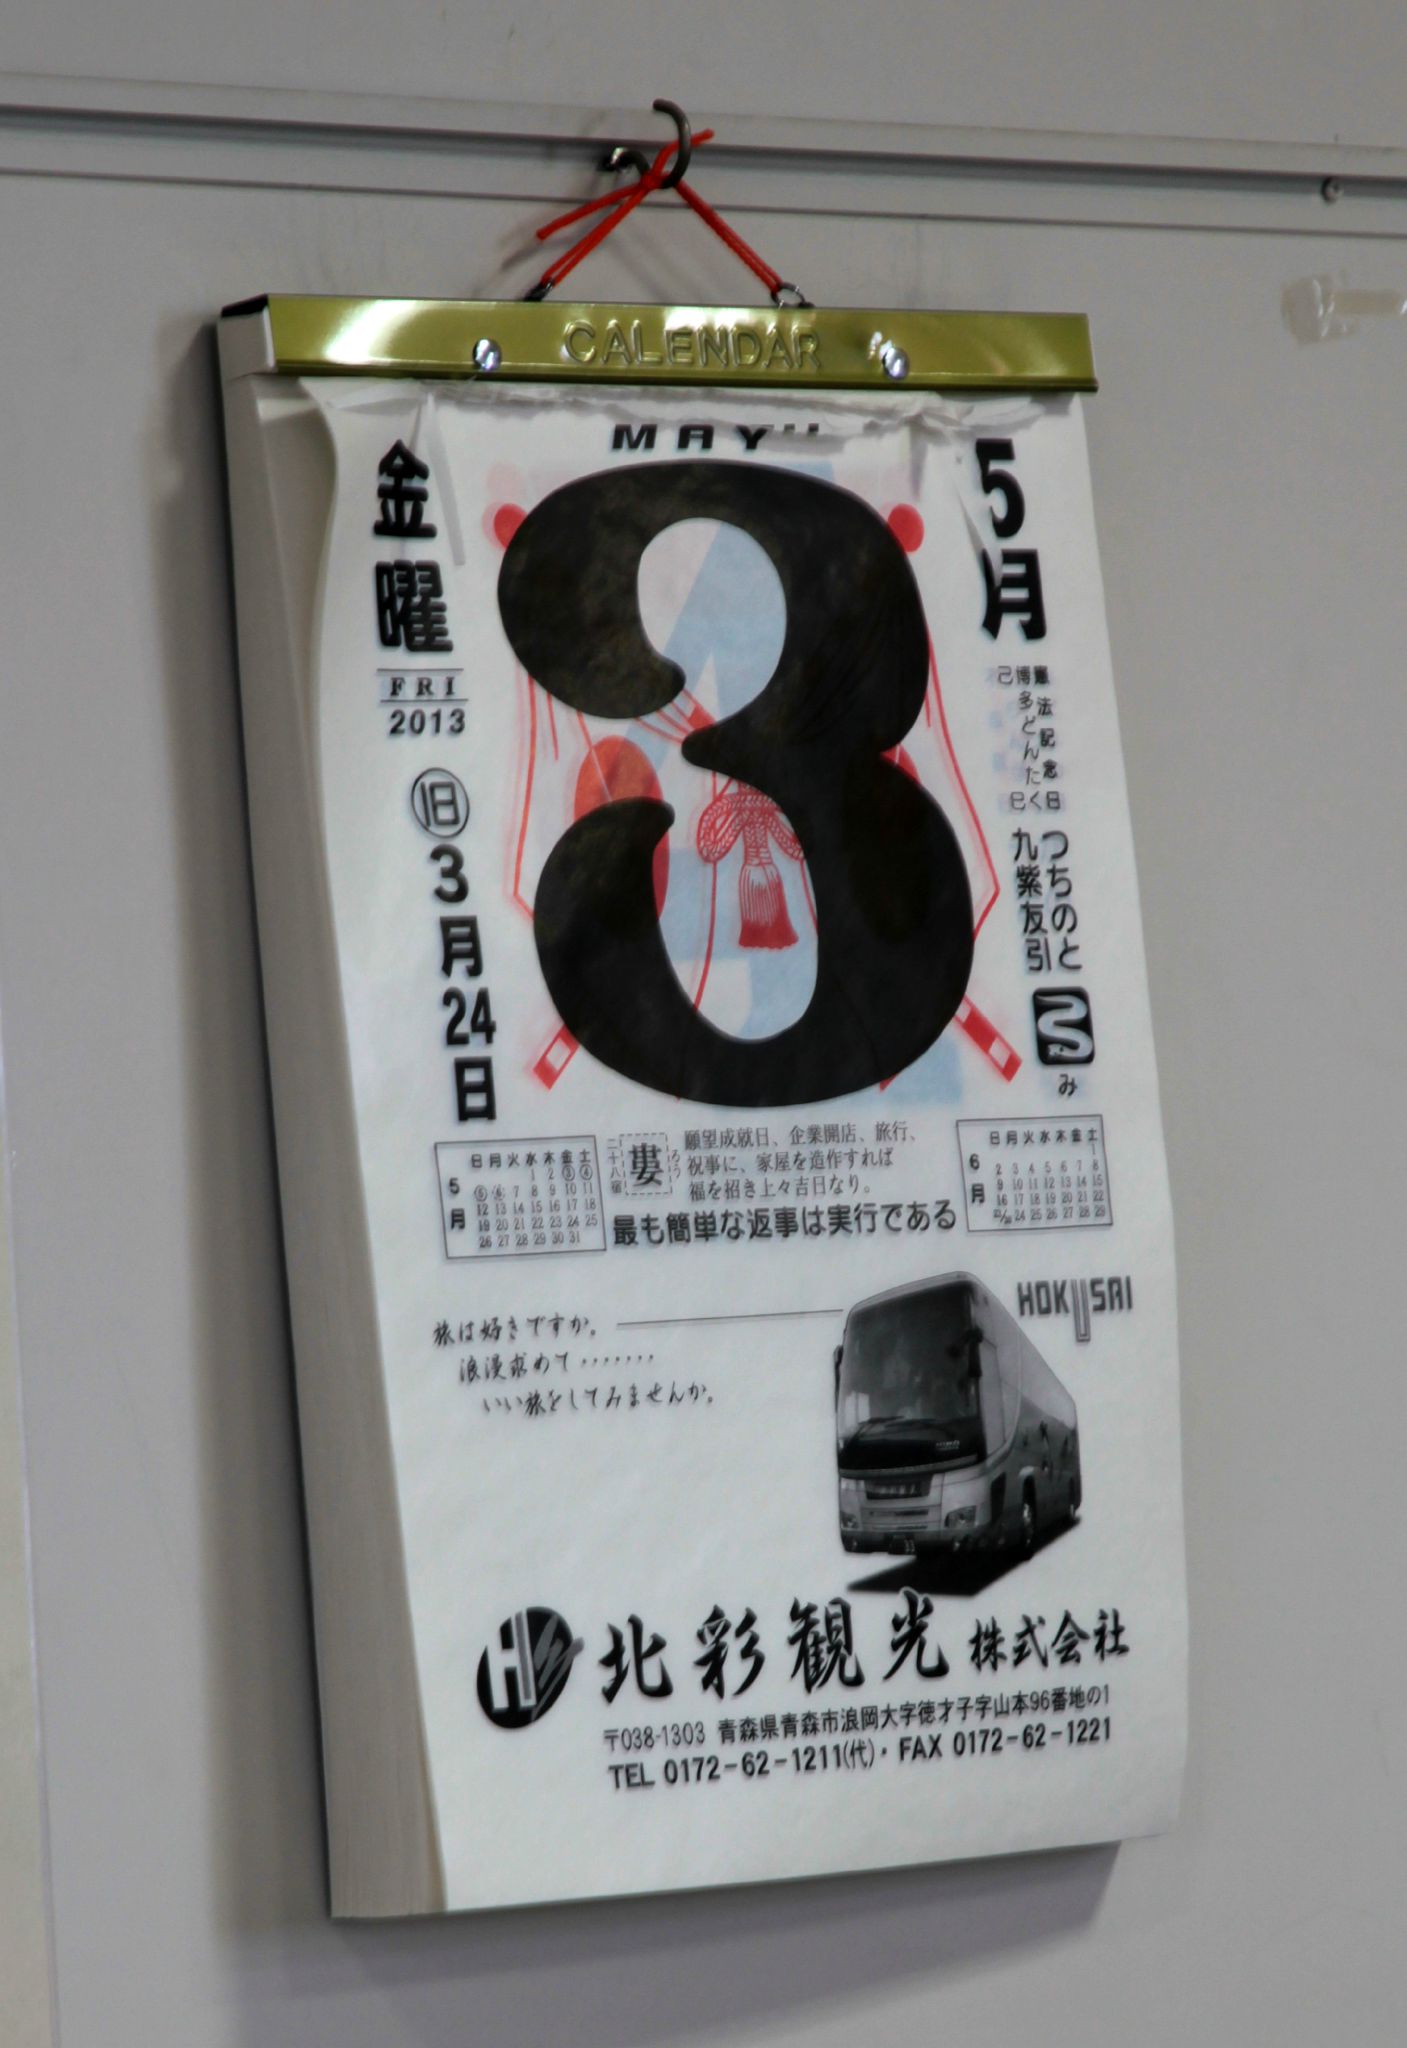 CALENDAR
MAY
5月
3
金曜
FRI
2013
旧3月24日
憲法記念日
博多どんたく
己巳
つちのと
み
九紫友引
5月
日月火水木金土
1 2 3 4
5 6 7 8 9 10 11
12 13 14 15 16 17 18
19 20 21 22 23 24 25
26 27 28 29 30 31
二十八宿
婁
ろう
願望成就日、企業開店、旅行、
祝事に、家屋を造作すれば
福を招き上々吉日なり。
最も簡単な返事は実行である
6月
日月火水木金土
1
2 3 4 5 6 7 8
9 10 11 12 13 14 15
16 17 18 19 20 21 22
23/30 24 25 26 27 28 29
旅は好きですか。
浪漫求めて・・・・・・・
いい旅をしてみませんか。
HOKUSAI
北彩観光株式会社
〒038-1303 青森県青森市浪岡大字徳才子字山本96番地の1
TEL 0172-62-1211(代)・FAX 0172-62-1221